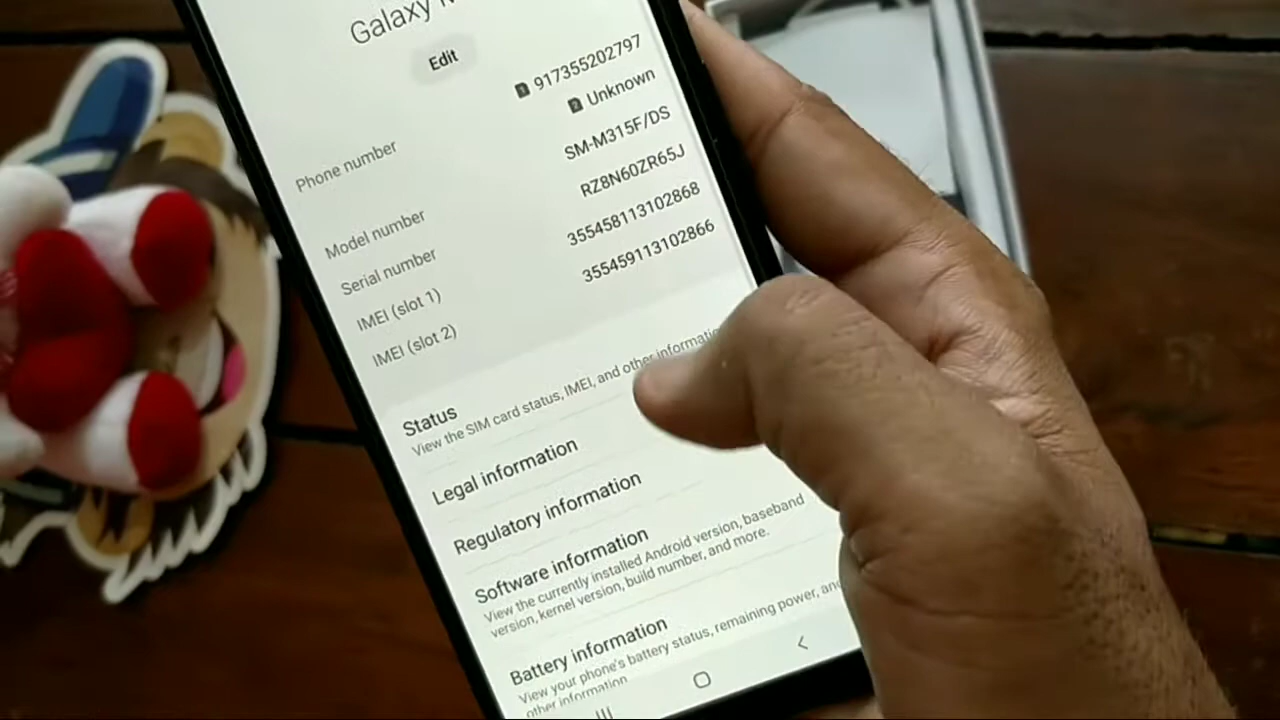 Galaxy
Edit
Phone number
917355202797
Unknown
Model number
SM-M315F/DS
Serial number
RZ8N60ZR65J
IMEI (slot 1)
355458113102868
IMEI (slot 2)
355459113102866
Status
View the SIM card status, IMEI, and other
Legal information
Regulatory information
Software information
View the currently installed Android version, baseband
version, kernel version, build number, and more.
Battery information
View your phone's battery status, remaining power, and
other information